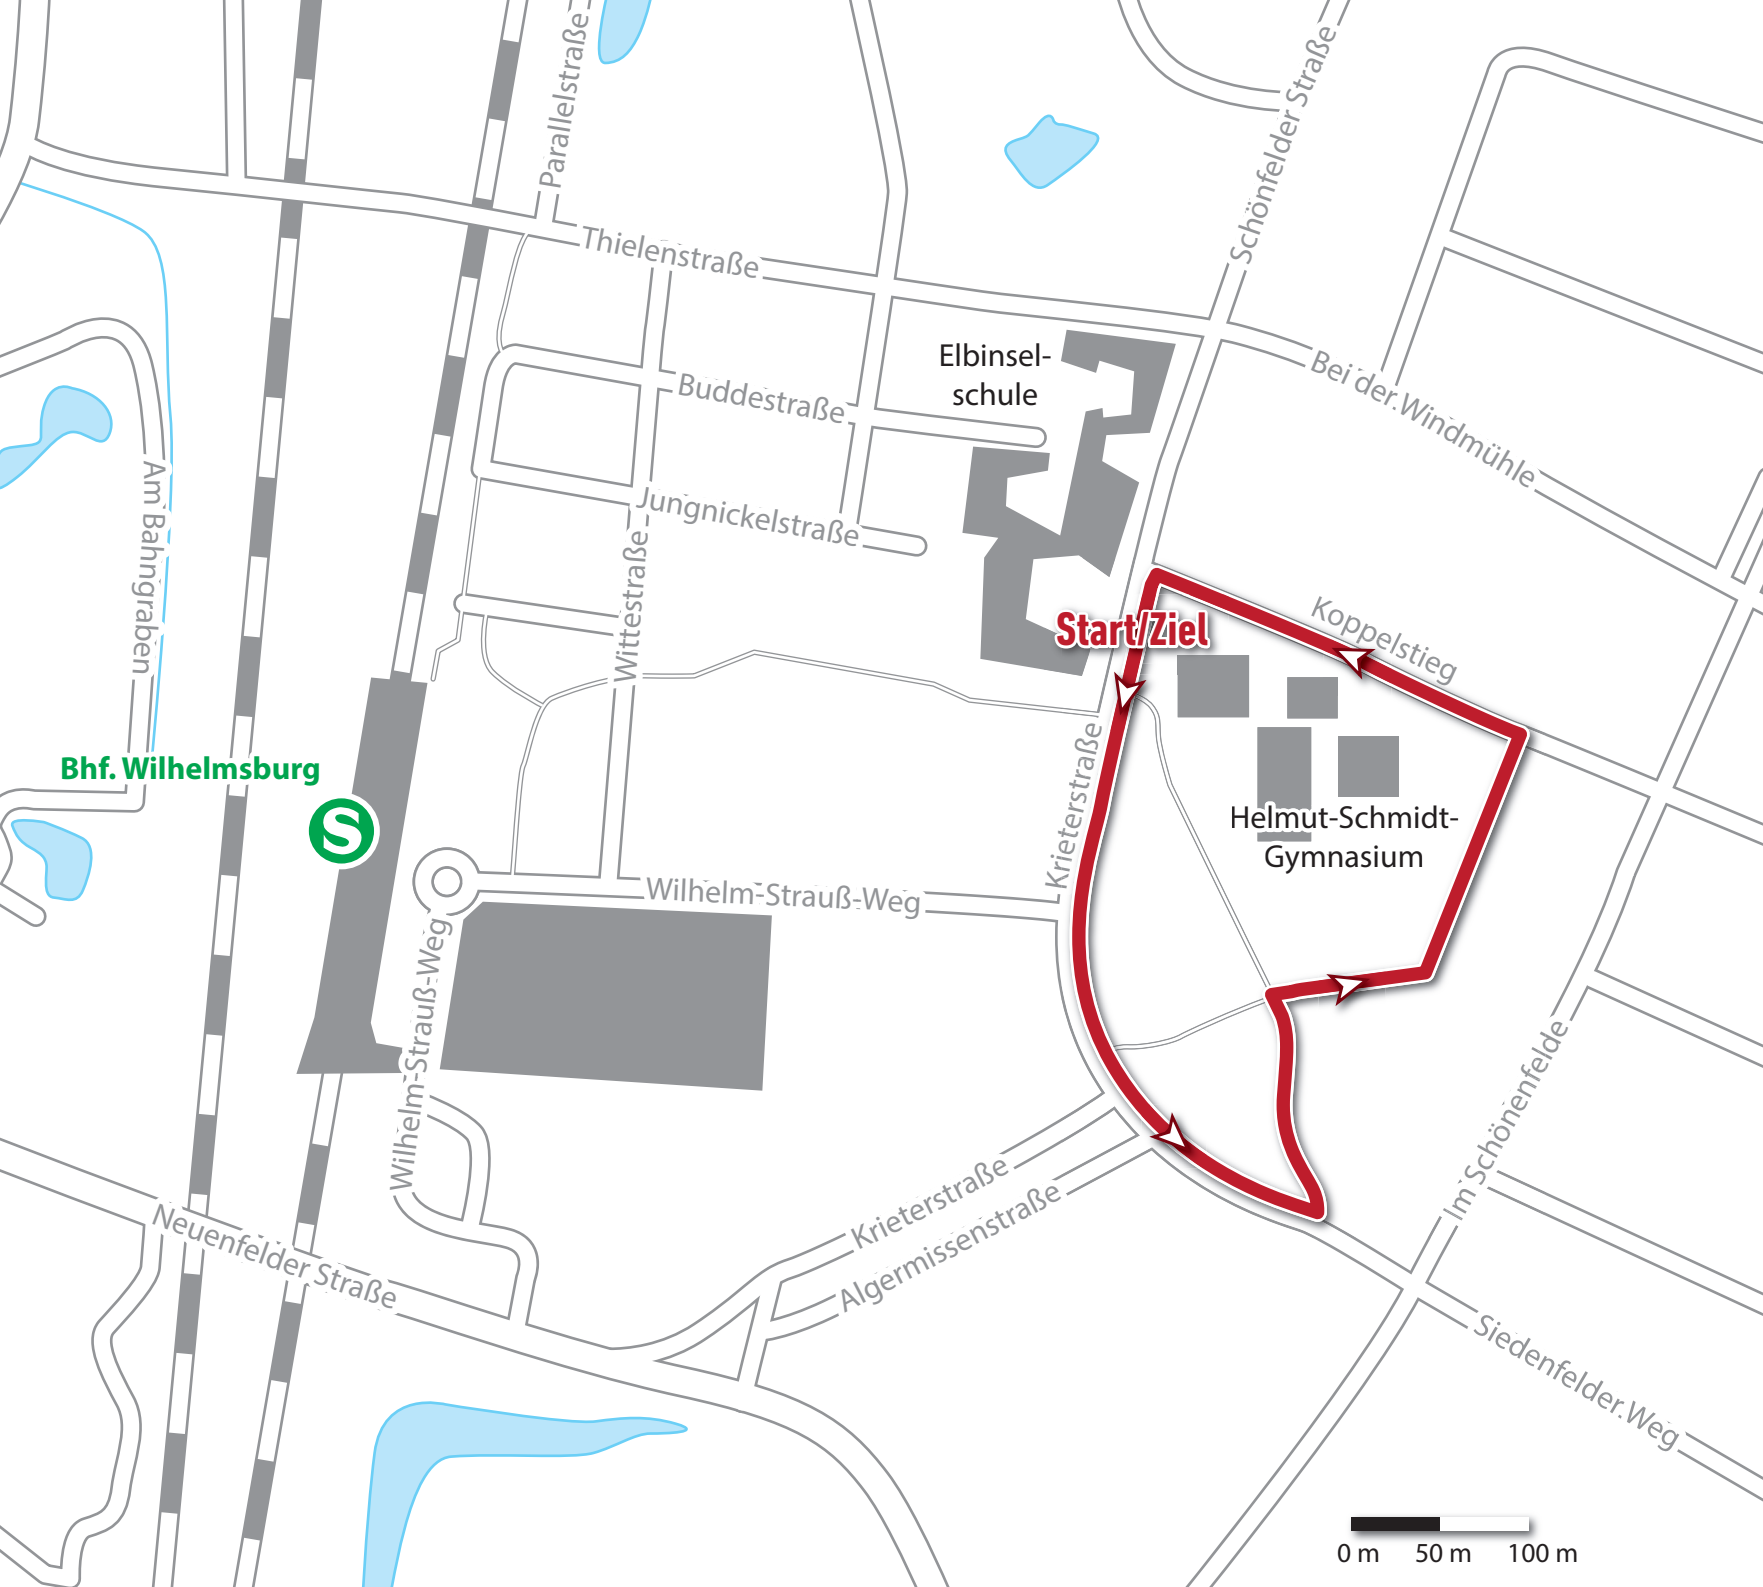 Parallelstraße
Schönfelder Straße
Thielenstraße
Elbinsel-
schule
Bei der Windmühle
Buddestraße
Am Bahngraben
Jungnickelstraße
Wittestraße
Koppelstieg
Start/Ziel
Bhf. Wilhelmsburg
S
Krieterstraße
Helmut-Schmidt-
Gymnasium
Wilhelm-Strauß-Weg
Wilhelm-Strauß-Weg
Im Schönenfelde
Krieterstraße
Algermissenstraße
Neuenfelder Straße
Siedenfelder Weg
0 m 50 m 100 m